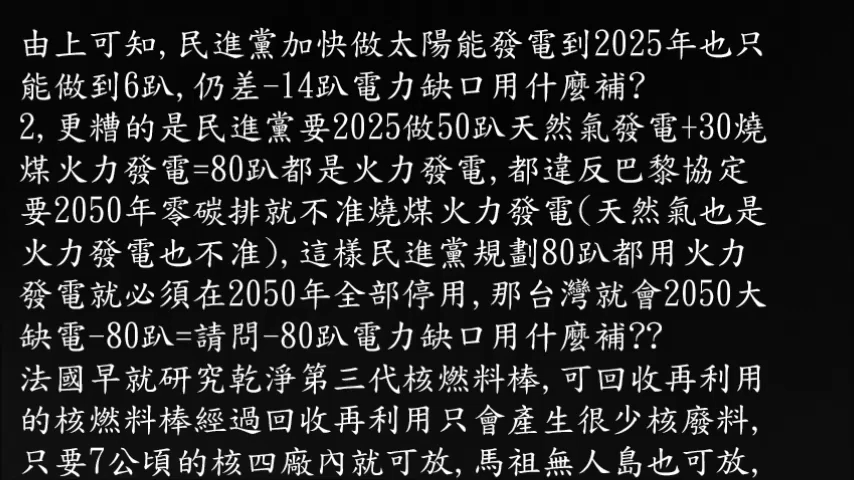 由上可知,民進黨加快做太陽能發電到2025年也只
能做到6趴,仍差-14趴電力缺口用什麼補?
2,更糟的是民進黨要2025做50趴天然氣發電+30燒
煤火力發電=80趴都是火力發電,都違反巴黎協定
要2050年零碳排就不准燒煤火力發電(天然氣也是
火力發電也不准),這樣民進黨規劃80趴都用火力
發電就必須在2050年全部停用,那台灣就會2050大
缺電-80趴=請問-80趴電力缺口用什麼補??
法國早就研究乾淨第三代核燃料棒,可回收再利用
的核燃料棒經過回收再利用只會產生很少核廢料,
只要7公頃的核四廠內就可放,馬祖無人島也可放,